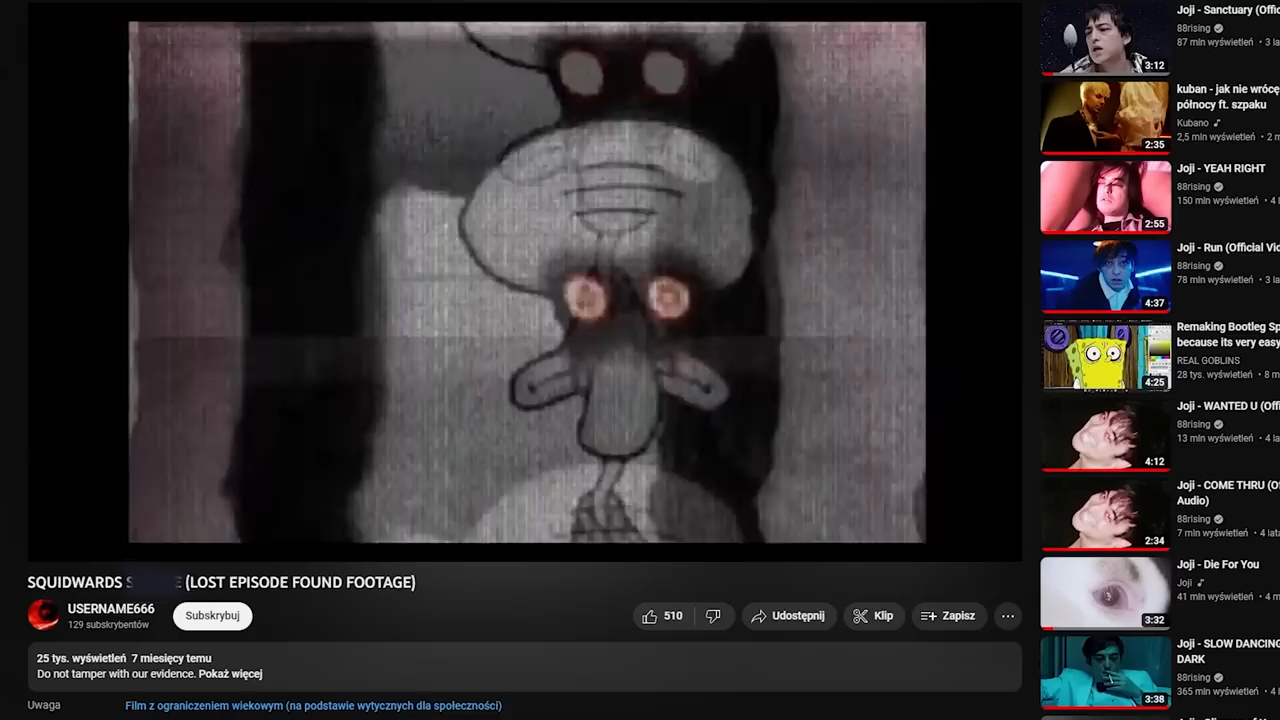 SQUIDWARDS S E (LOST EPISODE FOUND FOOTAGE)
USERNAME666
129 subskrybentów
Subskrybuj
510
Udostępnij
Klip
Zapisz
25 tys. wyświetleń 7 miesięcy temu
Do not tamper with our evidence. Pokaż więcej
Uwaga
Film z ograniczeniem wiekowym (na podstawie wytycznych dla społeczności)
Joji - Sanctuary (Offic
88rising
87 mln wyświetleń • 3 la
3:12
kuban - jak nie wrócę
północy ft. szpaku
Kubano
2,5 mln wyświetleń • 2 m
2:35
Joji - YEAH RIGHT
88rising
150 mln wyświetleń • 4 l
2:55
Joji - Run (Official Vid
88rising
78 mln wyświetleń • 3 la
4:37
Remaking Bootleg S
because its very easy
REAL GOBLINS
28 tys. wyświetleń • 8 m
4:25
Joji - WANTED U (Offi
88rising
13 mln wyświetleń • 4 la
4:12
Joji - COME THRU (Of
Audio)
88rising
7 mln wyświetleń • 4 lata
2:34
Joji - Die For You
Joji
41 mln wyświetleń • 4 m
3:32
Joji - SLOW DANCING
DARK
88rising
365 mln wyświetleń • 4
3:38